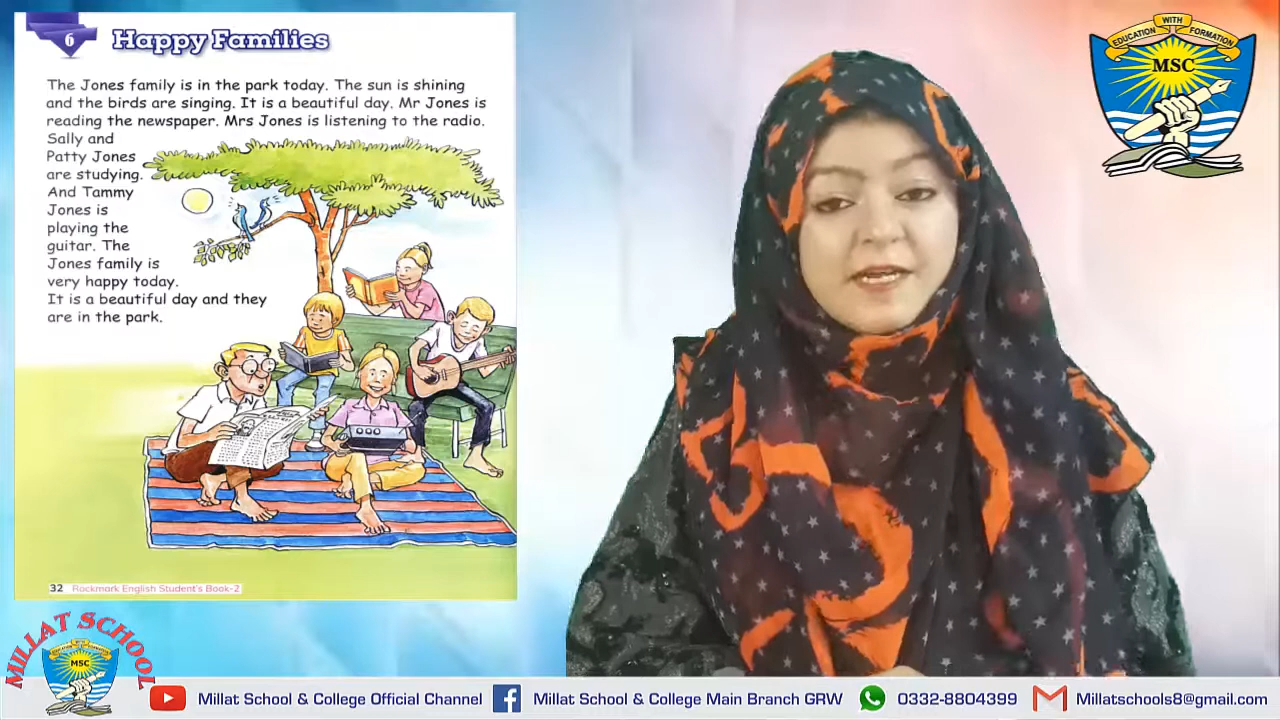 6
Happy Families
The Jones family is in the park today. The sun is shining
and the birds are singing. It is a beautiful day. Mr Jones is
reading the newspaper. Mrs Jones is listening to the radio.
Sally and
Patty Jones
are studying.
And Tammy
Jones is
playing the
guitar. The
Jones family is
very happy today.
It is a beautiful day and they
are in the park.
32 Rockmark English Student's Book-2
EDUCATION WITH FORMATION
MSC
MILLAT SCHOOL
EDUCATION WITH FORMATION
MSC
Millat School & College Official Channel
Millat School & College Main Branch GRW
0332-8804399
Millatschools8@gmail.com